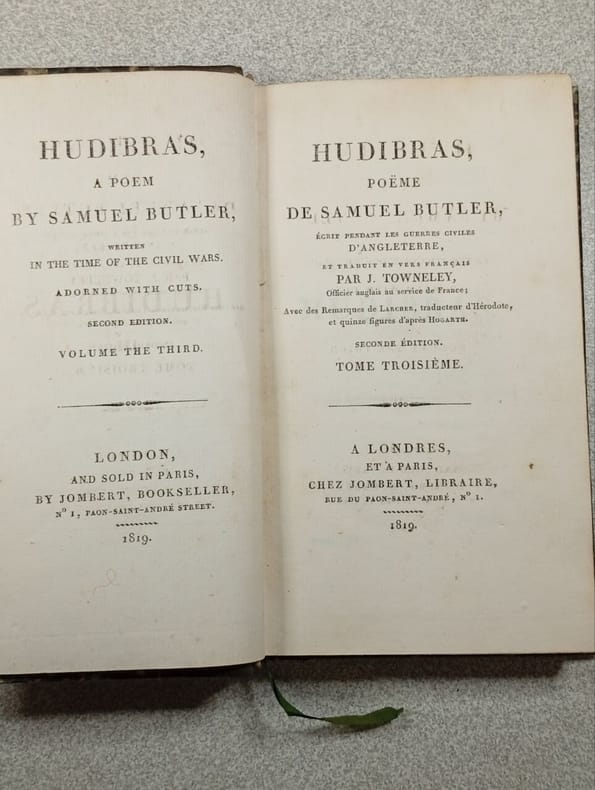 HUDIBRAS,
A POEM
BY SAMUEL BUTLER,
WRITTEN
IN THE TIME OF THE CIVIL WARS.
ADORNED WITH CUTS.
SECOND EDITION.
VOLUME THE THIRD.
LONDON,
AND SOLD IN PARIS,
BY JOMBERT, BOOKSELLER,
Nº 1, PAON-SAINT-ANDRÉ STREET.
1819.
HUDIBRAS,
POËME
DE SAMUEL BUTLER,
ÉCRIT PENDANT LES GUERRES CIVILES
D'ANGLETERRE,
ET TRADUIT EN VERS FRANÇAIS
PAR J. TOWNELEY,
Officier anglais au service de France;
Avec des Remarques de LARCHER, traducteur d'Hérodote,
et quinze figures d'après HOGARTH.
SECONDE ÉDITION.
TOME TROISIÈME.
A LONDRES,
ET A PARIS,
CHEZ JOMBERT, LIBRAIRE,
RUE DU PAON-SAINT-ANDRÉ, Nº 1.
1819.